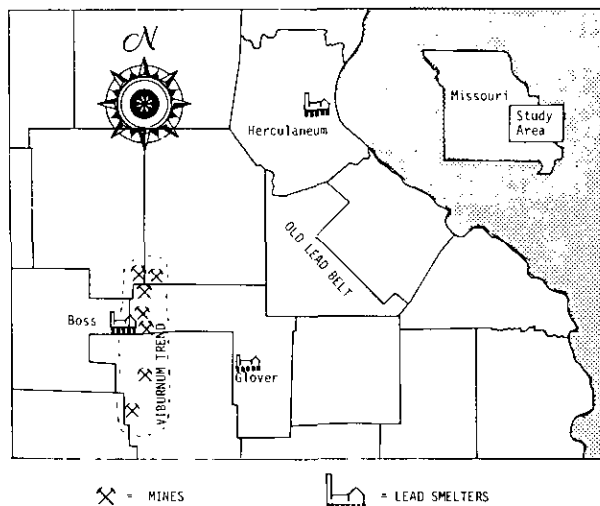 N
Missouri
Study
Area
Herculaneum
OLD LEAD BELT
Boss
VIBURNUM TREND
Glover
= MINES
= LEAD SMELTERS